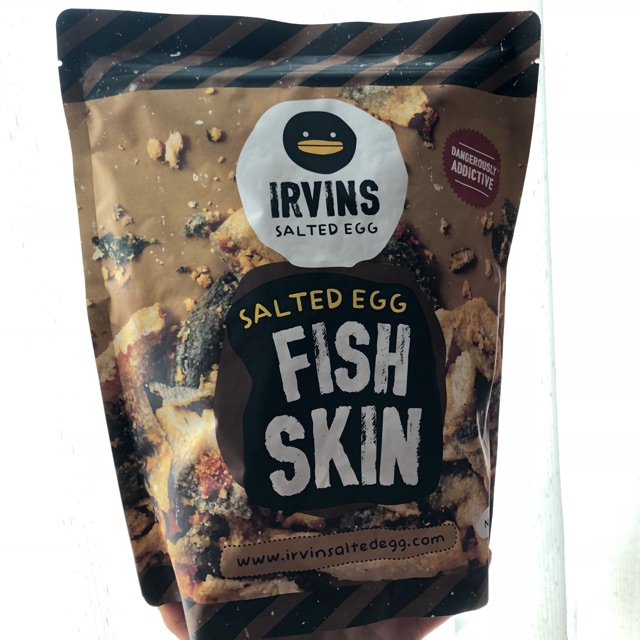 IRVINS
SALTED EGG
DANGEROUSLY
ADDICTIVE
SALTED EGG
FISH
SKIN
www.irvinsaltedegg.com